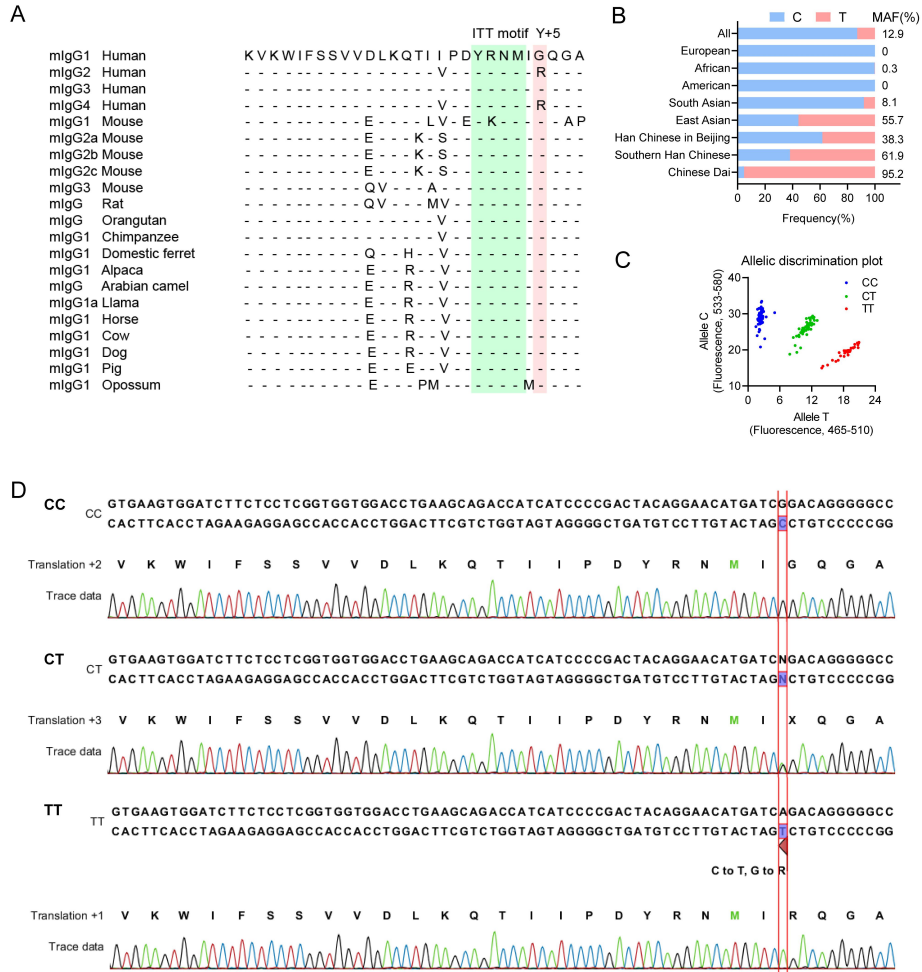 A
ITT motif Y+5
mIgG1 Human K V K W I F S S V V D L K Q T I I P D Y R N M I G Q G A
mIgG2 Human - - - - - - - - - - - - - - - - V - - - - - - - R - - -
mIgG3 Human - - - - - - - - - - - - - - - - - - - - - - - - - - - -
mIgG4 Human - - - - - - - - - - - - - - - - V - - - - - - - R - - -
mIgG1 Mouse - - - - - - - - - - E - - - - L V - E - K - - - - - A P
mIgG2a Mouse - - - - - - - - - - E - - - K - S - - - - - - - - - - -
mIgG2b Mouse - - - - - - - - - - E - - - K - S - - - - - - - - - - -
mIgG2c Mouse - - - - - - - - - - E - - - K - S - - - - - - - - - - -
mIgG3 Mouse - - - - - - - - - - Q V - - - A - - - - - - - - - - - -
mIgG Rat - - - - - - - - - - Q V - - - M V - - - - - - - - - - -
mIgG Orangutan - - - - - - - - - - - - - - - - V - - - - - - - - - - -
mIgG1 Chimpanzee - - - - - - - - - - - - - - - - V - - - - - - - - - - -
mIgG1 Domestic ferret - - - - - - - - - - Q - - H - - V - - - - - - - - - - -
mIgG1 Alpaca - - - - - - - - - - E - - R - - V - - - - - - - - - - -
mIgG Arabian camel - - - - - - - - - - E - - R - - V - - - - - - - - - - -
mIgG1a Llama - - - - - - - - - - E - - R - - V - - - - - - - - - - -
mIgG1 Horse - - - - - - - - - - E - - R - - V - - - - - - - - - - -
mIgG1 Cow - - - - - - - - - - E - - R - - V - - - - - - - - - - -
mIgG1 Dog - - - - - - - - - - E - - R - - V - - - - - - - - - - -
mIgG1 Pig - - - - - - - - - - E - - E - - V - - - - - - - - - - -
mIgG1 Opossum - - - - - - - - - - E - - - P M - - - - - - - M - - - -
B
C T MAF(%)
All 12.9
European 0
African 0.3
American 0
South Asian 8.1
East Asian 55.7
Han Chinese in Beijing 38.3
Southern Han Chinese 61.9
Chinese Dai 95.2
0 20 40 60 80 100
Frequency(%)
C
Allelic discrimination plot
CC
CT
TT
40
30
20
10
Allele C
(Fluorescence, 533-580)
0 6 12 18 24
Allele T
(Fluorescence, 465-510)
D
CC
CC
GTGAAGTGGATCTTCTCCTCGGTGGTGGACCTGAAGCAGACCATCATCCCCGACTACAGGAACATGATCGGACAGGGGGCC
CACTTCACCTAGAAGAGGAGCCACCACCTGGACTTCGTCTGGTAGTAGGGGCTGATGTCCTTGTACTAGCCTGTCCCCCGG
Translation +2 V K W I F S S V V D L K Q T I I P D Y R N M I G Q G A
Trace data
CT
CT
GTGAAGTGGATCTTCTCCTCGGTGGTGGACCTGAAGCAGACCATCATCCCCGACTACAGGAACATGATCNGACAGGGGGCC
CACTTCACCTAGAAGAGGAGCCACCACCTGGACTTCGTCTGGTAGTAGGGGCTGATGTCCTTGTACTAGNCTGTCCCCCGG
Translation +3 V K W I F S S V V D L K Q T I I P D Y R N M I X Q G A
Trace data
TT
TT
GTGAAGTGGATCTTCTCCTCGGTGGTGGACCTGAAGCAGACCATCATCCCCGACTACAGGAACATGATCAGACAGGGGGCC
CACTTCACCTAGAAGAGGAGCCACCACCTGGACTTCGTCTGGTAGTAGGGGCTGATGTCCTTGTACTAGTCTGTCCCCCGG
C to T, G to R
Translation +1 V K W I F S S V V D L K Q T I I P D Y R N M I R Q G A
Trace data